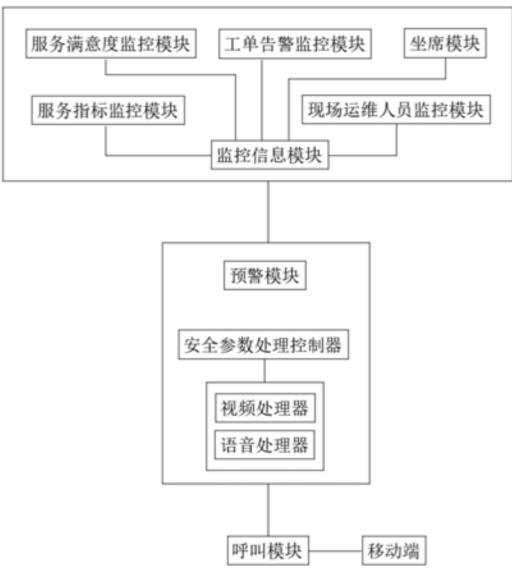 服务满意度监控模块
工单告警监控模块
坐席模块
服务指标监控模块
现场运维人员监控模块
监控信息模块
预警模块
安全参数处理控制器
视频处理器
语音处理器
呼叫模块
移动端